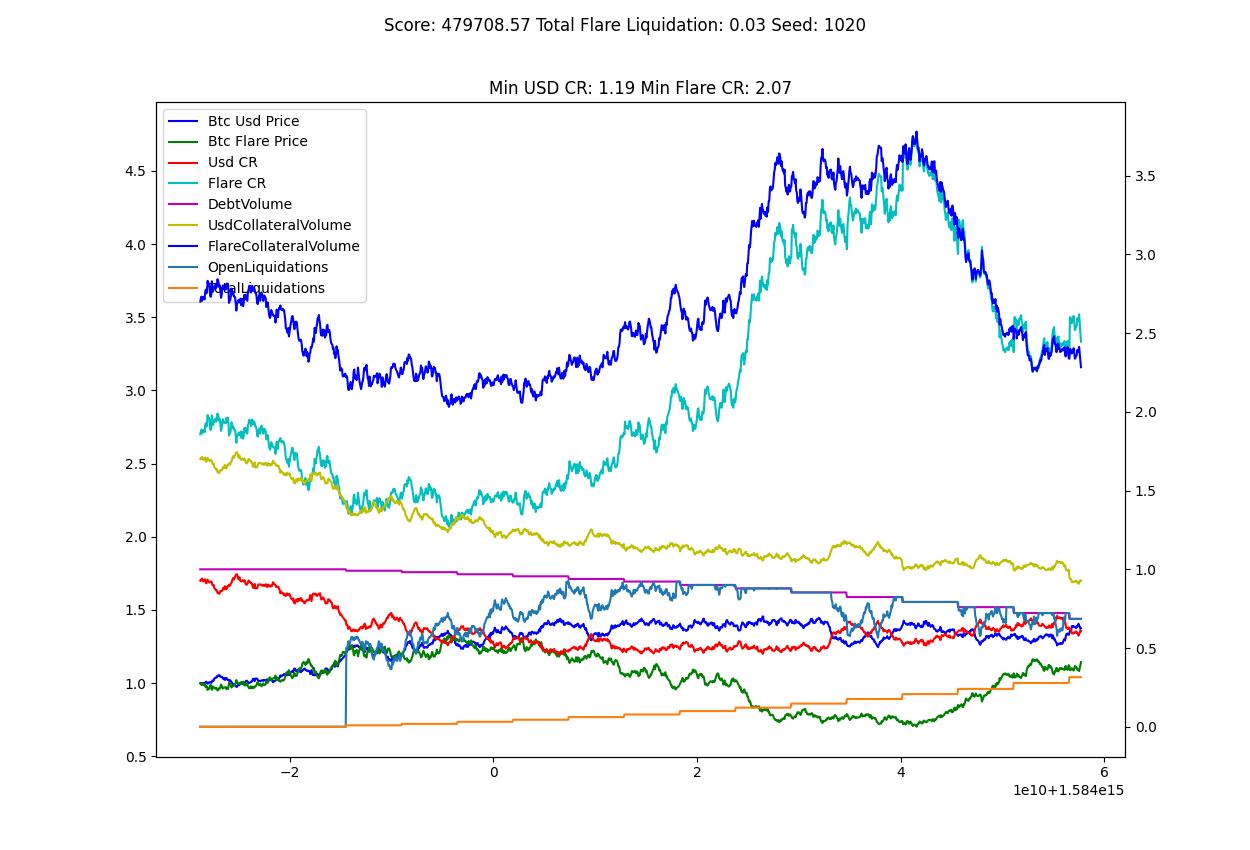 Score: 479708.57 Total Flare Liquidation: 0.03 Seed: 1020
Min USD CR: 1.19 Min Flare CR: 2.07
Btc Usd Price
Btc Flare Price
Usd CR
Flare CR
DebtVolume
UsdCollateralVolume
FlareCollateralVolume
OpenLiquidations
TotalLiquidations
4.5
4.0
3.5
3.0
2.5
2.0
1.5
1.0
0.5
3.5
3.0
2.5
2.0
1.5
1.0
0.5
0.0
−2
0
2
4
6
1e10+1.584e15